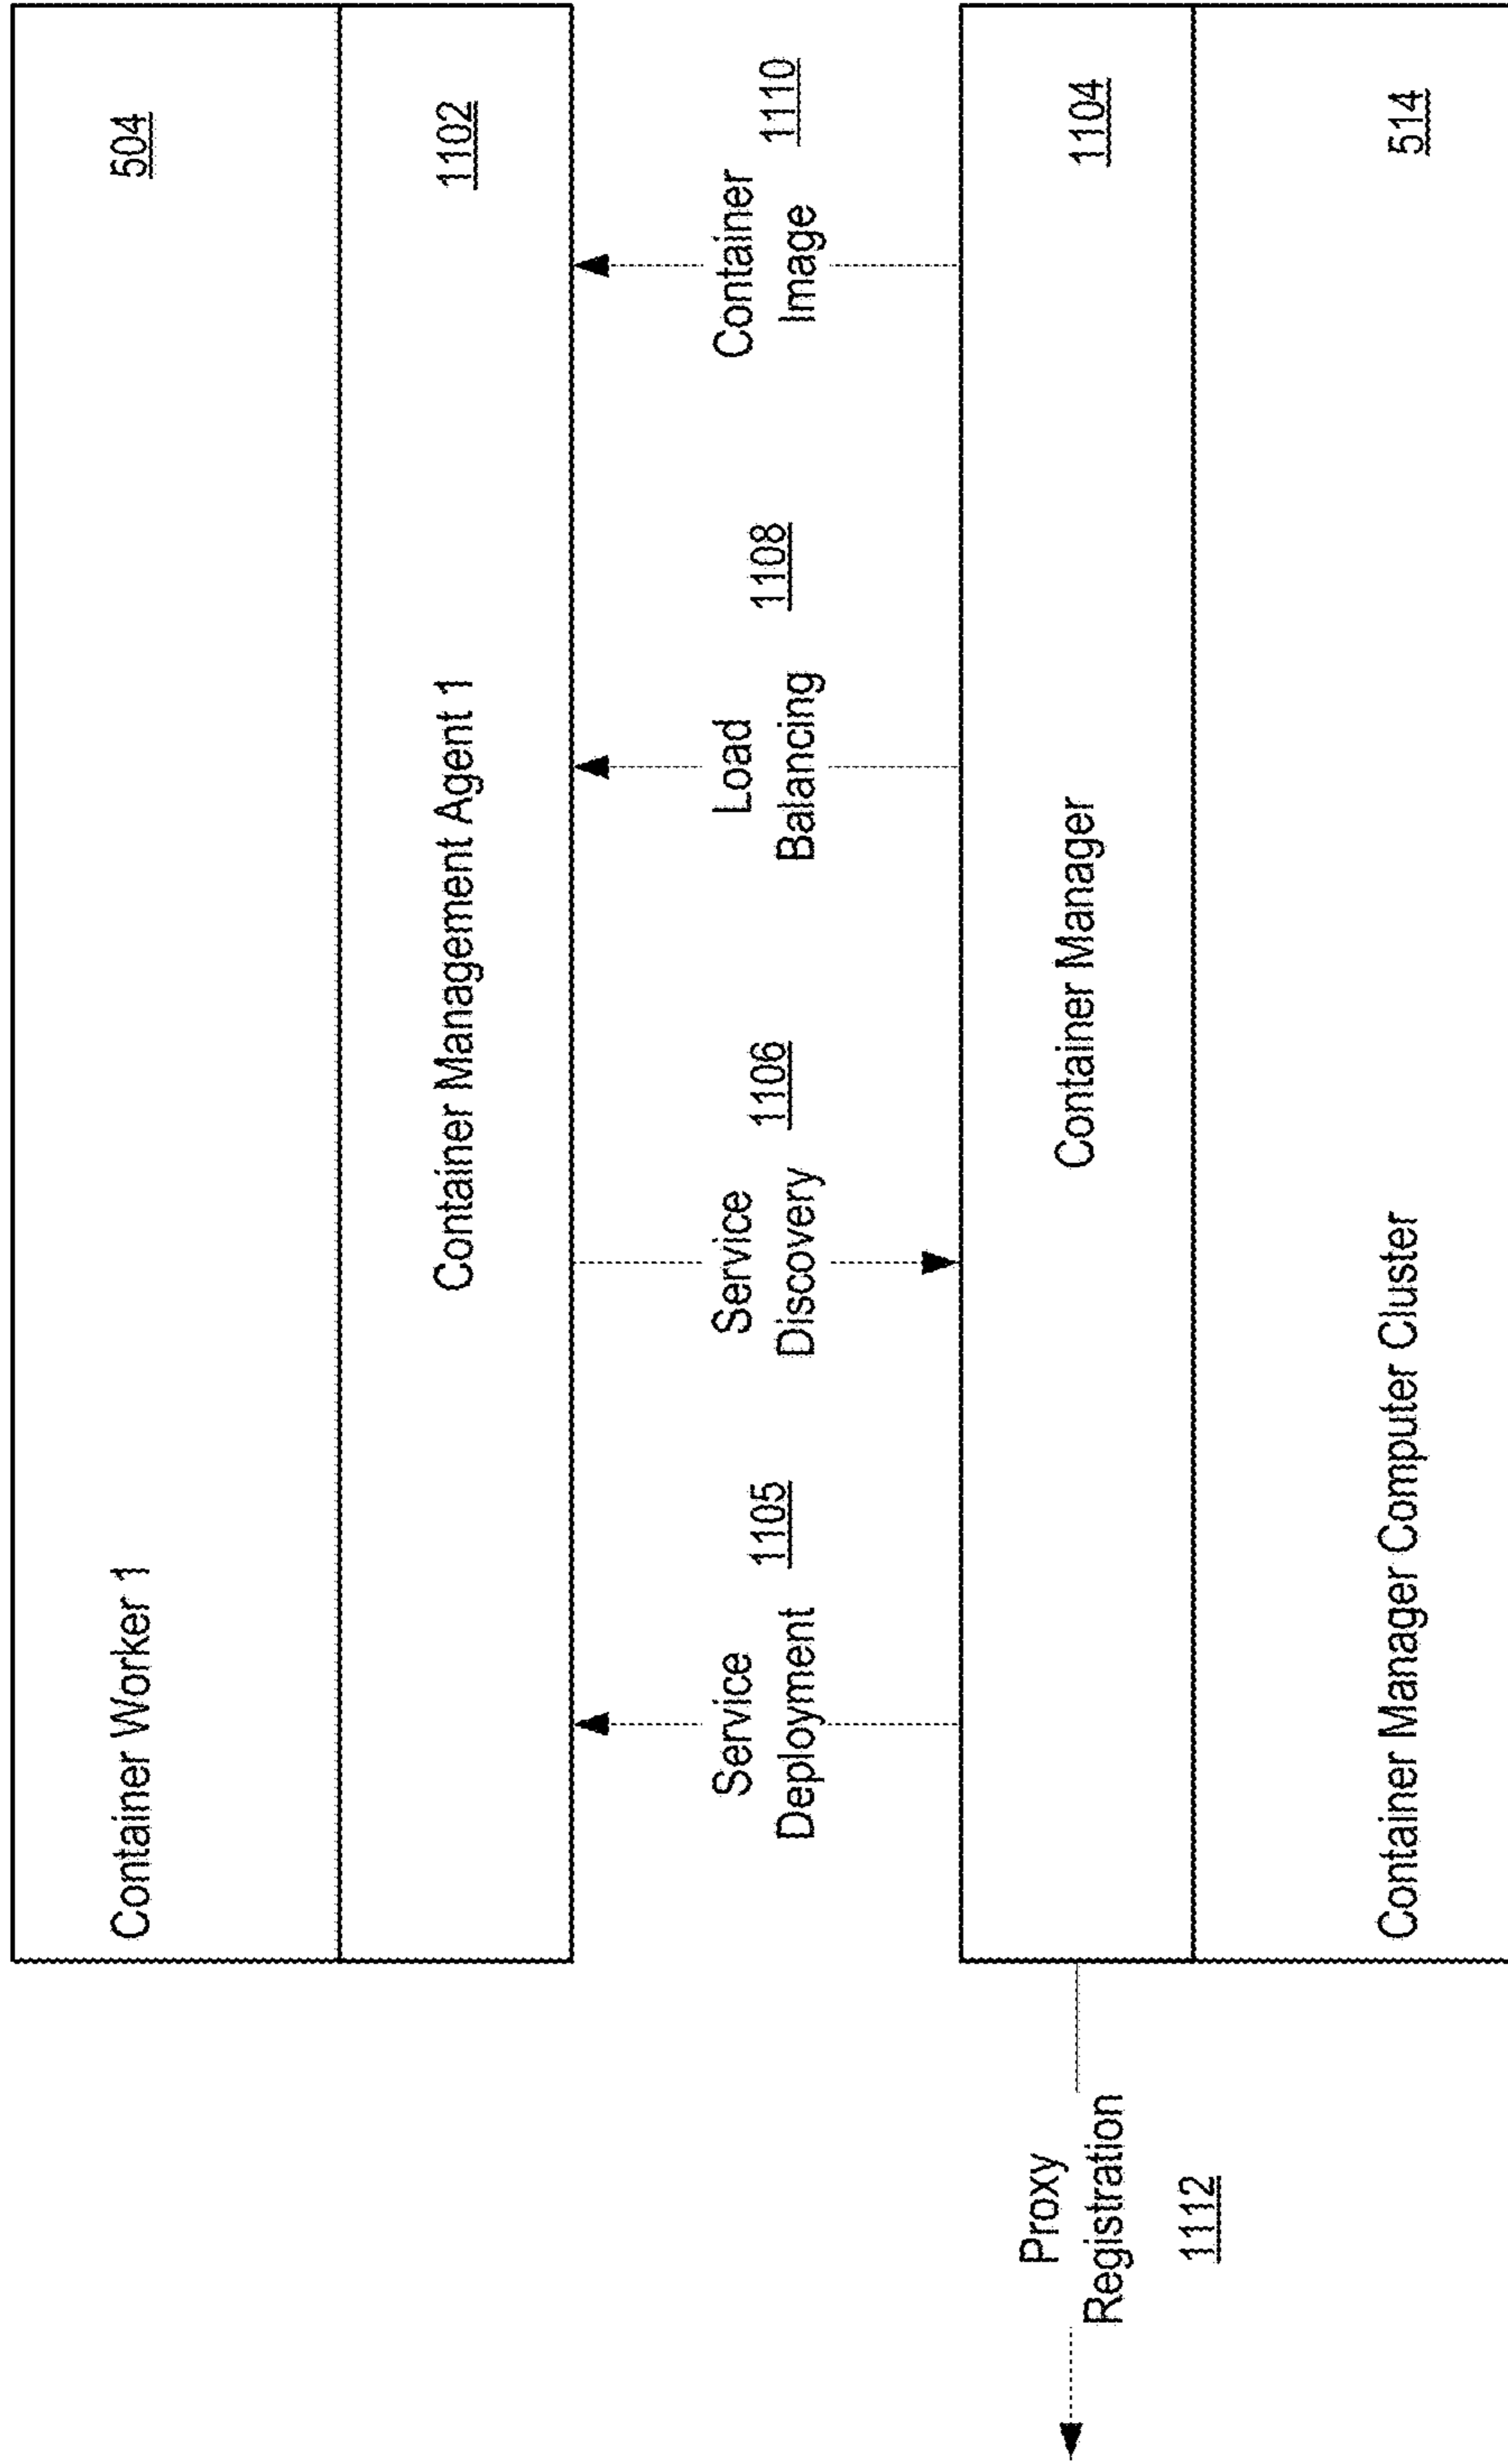 Container Worker 1
504
Container Management Agent 1
1102
Service
Deployment
1105
Service
Discovery
1106
Load
Balancing
1108
Container
Image
1110
Proxy
Registration
1112
Container Manager
1104
Container Manager Computer Cluster
514